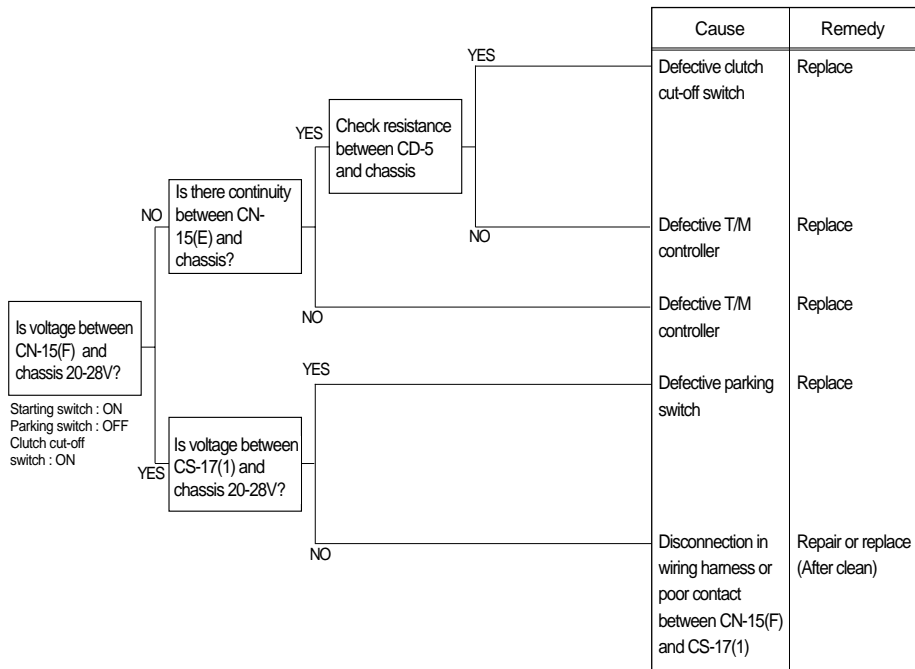 Cause
Remedy
YES
Defective clutch
cut-off switch
Replace
YES
Check resistance
between CD-5
and chassis
NO
Is there continuity
between CN-
15(E) and
chassis?
NO
Defective T/M
controller
Replace
NO
Defective T/M
controller
Replace
Is voltage between
CN-15(F) and
chassis 20-28V?
Starting switch : ON
Parking switch : OFF
Clutch cut-off
switch : ON
YES
Defective parking
switch
Replace
YES
Is voltage between
CS-17(1) and
chassis 20-28V?
NO
Disconnection in
wiring harness or
poor contact
between CN-15(F)
and CS-17(1)
Repair or replace
(After clean)